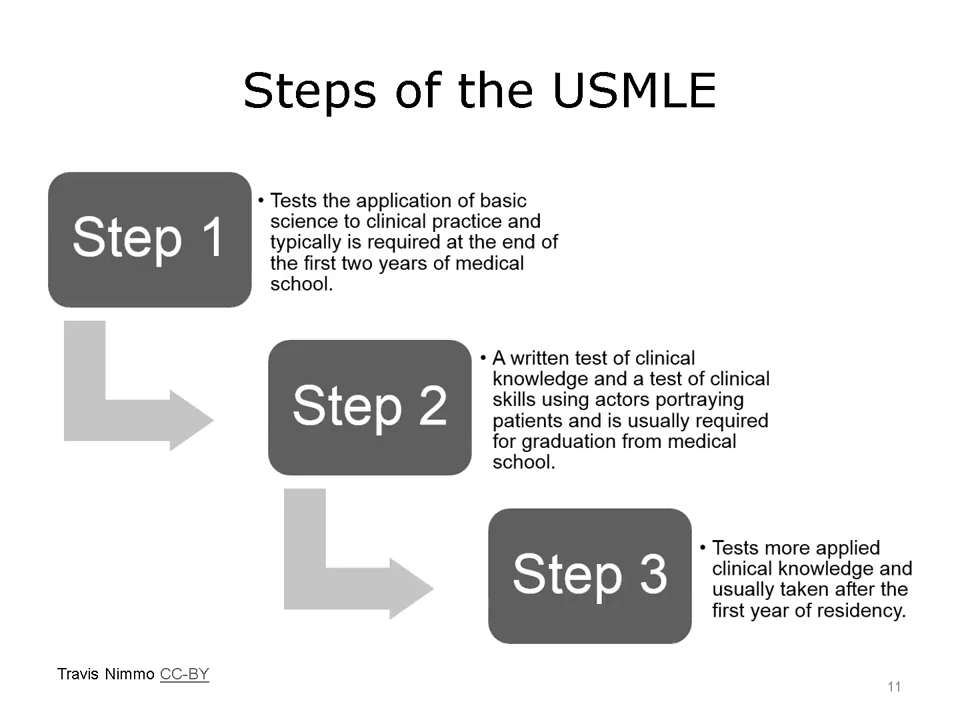 Steps of the USMLE
Step 1
• Tests the application of basic
science to clinical practice and
typically is required at the end of
the first two years of medical
school.
Step 2
• A written test of clinical
knowledge and a test of clinical
skills using actors portraying
patients and is usually required
for graduation from medical
school.
Step 3
• Tests more applied
clinical knowledge and
usually taken after the
first year of residency.
Travis Nimmo CC-BY
11